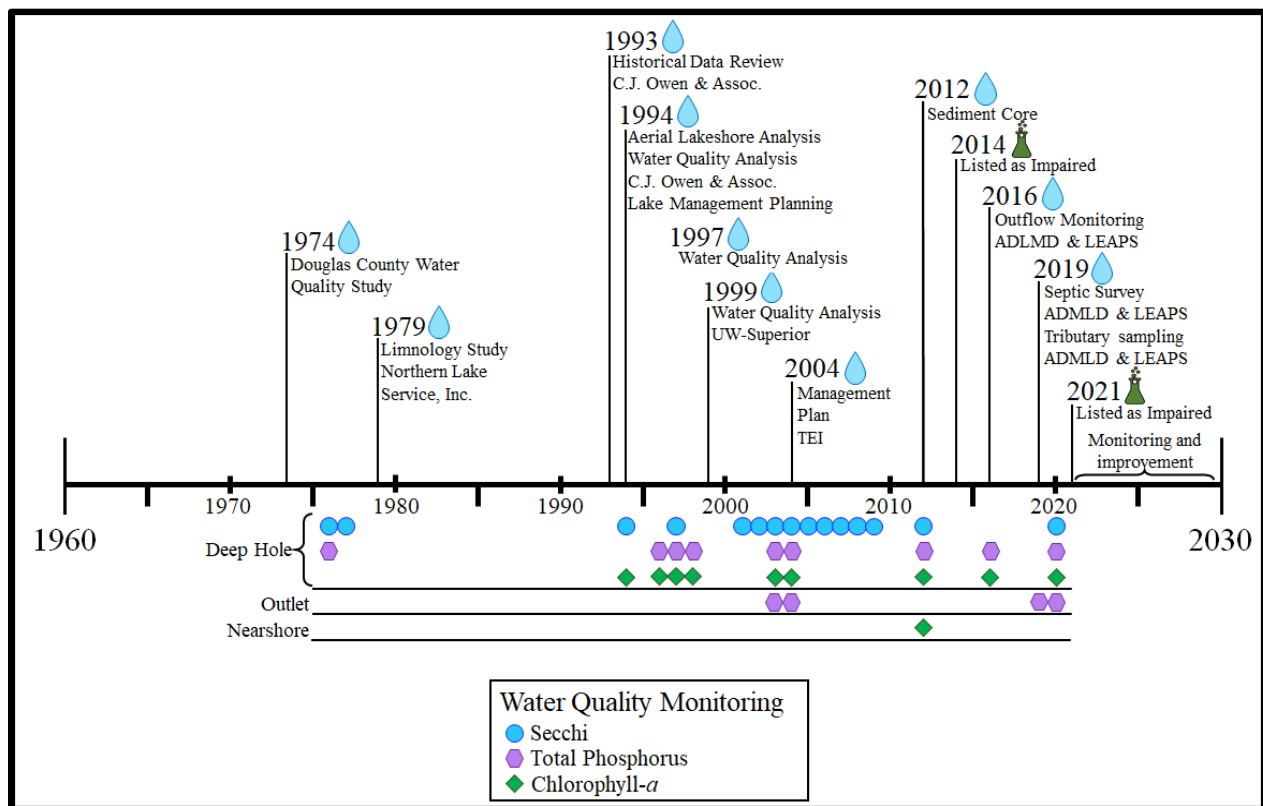 1993
Historical Data Review
C.J. Owen & Assoc.
1994
Aerial Lakeshore Analysis
Water Quality Analysis
C.J. Owen & Assoc.
Lake Management Planning
1974
Douglas County Water
Quality Study
1997
Water Quality Analysis
1979
Limnology Study
Northern Lake
Service, Inc.
1999
Water Quality Analysis
UW-Superior
2004
Management
Plan
TEI
2012
Sediment Core
2014
Listed as Impaired
2016
Outflow Monitoring
ADLMD & LEAPS
2019
Septic Survey
ADMLD & LEAPS
Tributary sampling
ADMLD & LEAPS
2021
Listed as Impaired
Monitoring and
improvement
1960
1970
1980
1990
2000
2010
2020
2030
Deep Hole
Outlet
Nearshore
Water Quality Monitoring
Secchi
Total Phosphorus
Chlorophyll-a